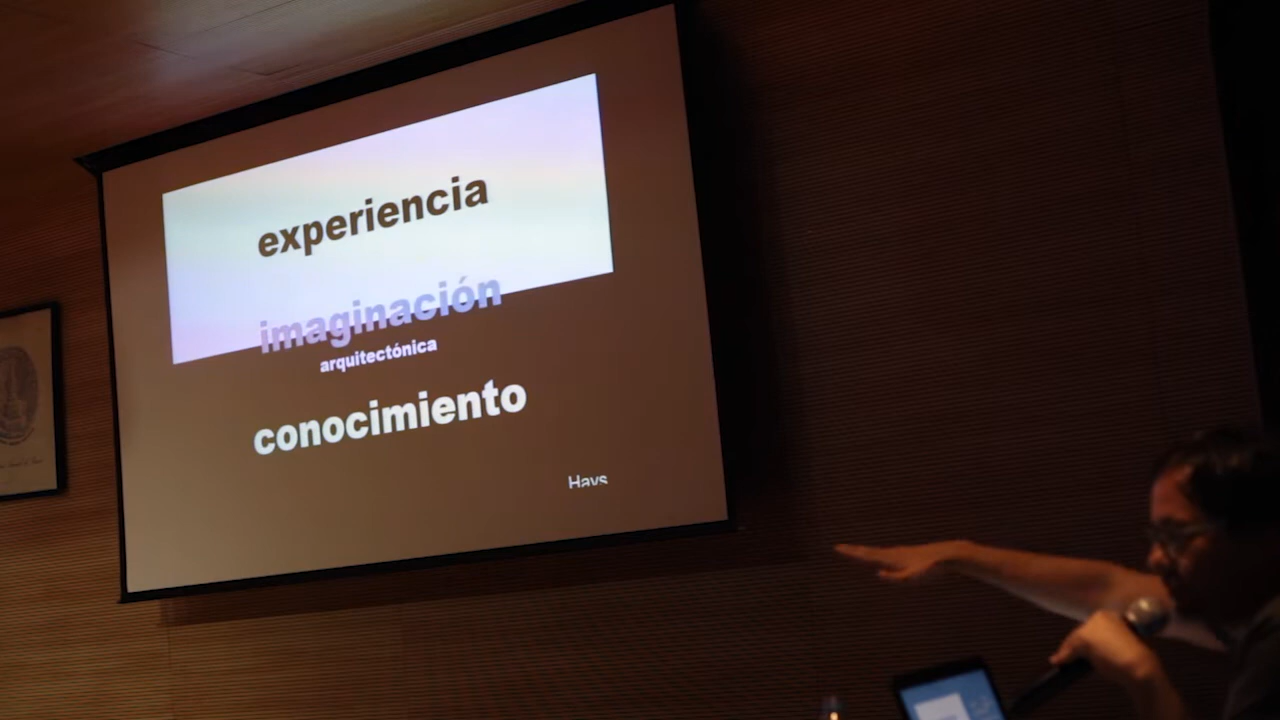 experiencia
imaginación
arquitectónica
conocimiento
Hays